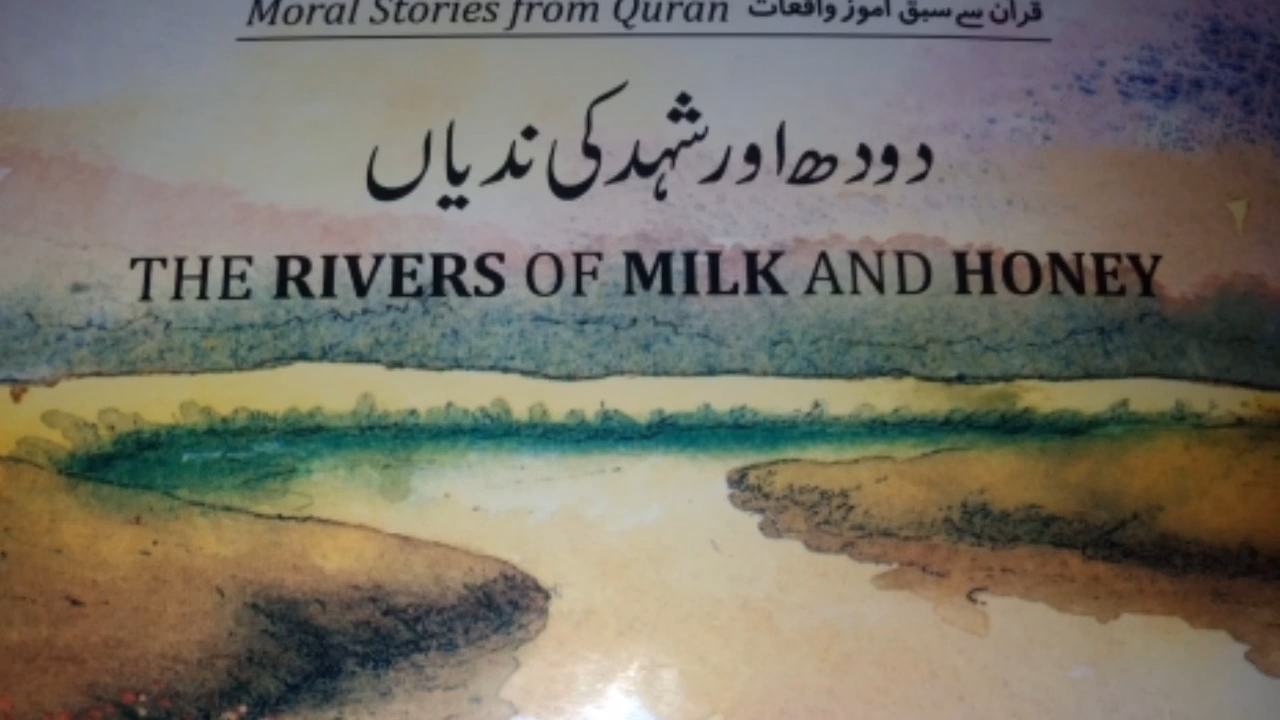 Moral Stories from Quran قرآن سے سبق آموز واقعات
دودھ اور شہد کی ندیاں
THE RIVERS OF MILK AND HONEY